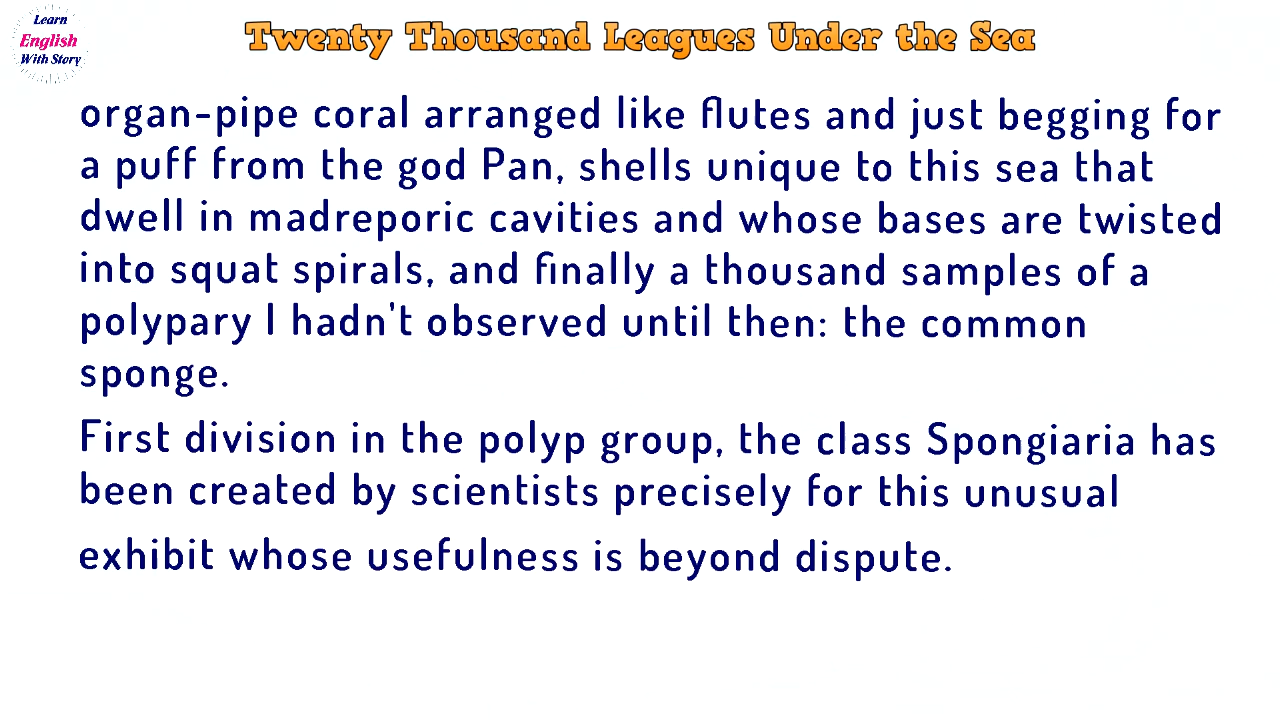 Learn
English
With Story
Twenty Thousand Leagues Under the Sea
organ-pipe coral arranged like flutes and just begging for
a puff from the god Pan, shells unique to this sea that
dwell in madreporic cavities and whose bases are twisted
into squat spirals, and finally a thousand samples of a
polypary I hadn't observed until then: the common
sponge.
First division in the polyp group, the class Spongiaria has
been created by scientists precisely for this unusual
exhibit whose usefulness is beyond dispute.